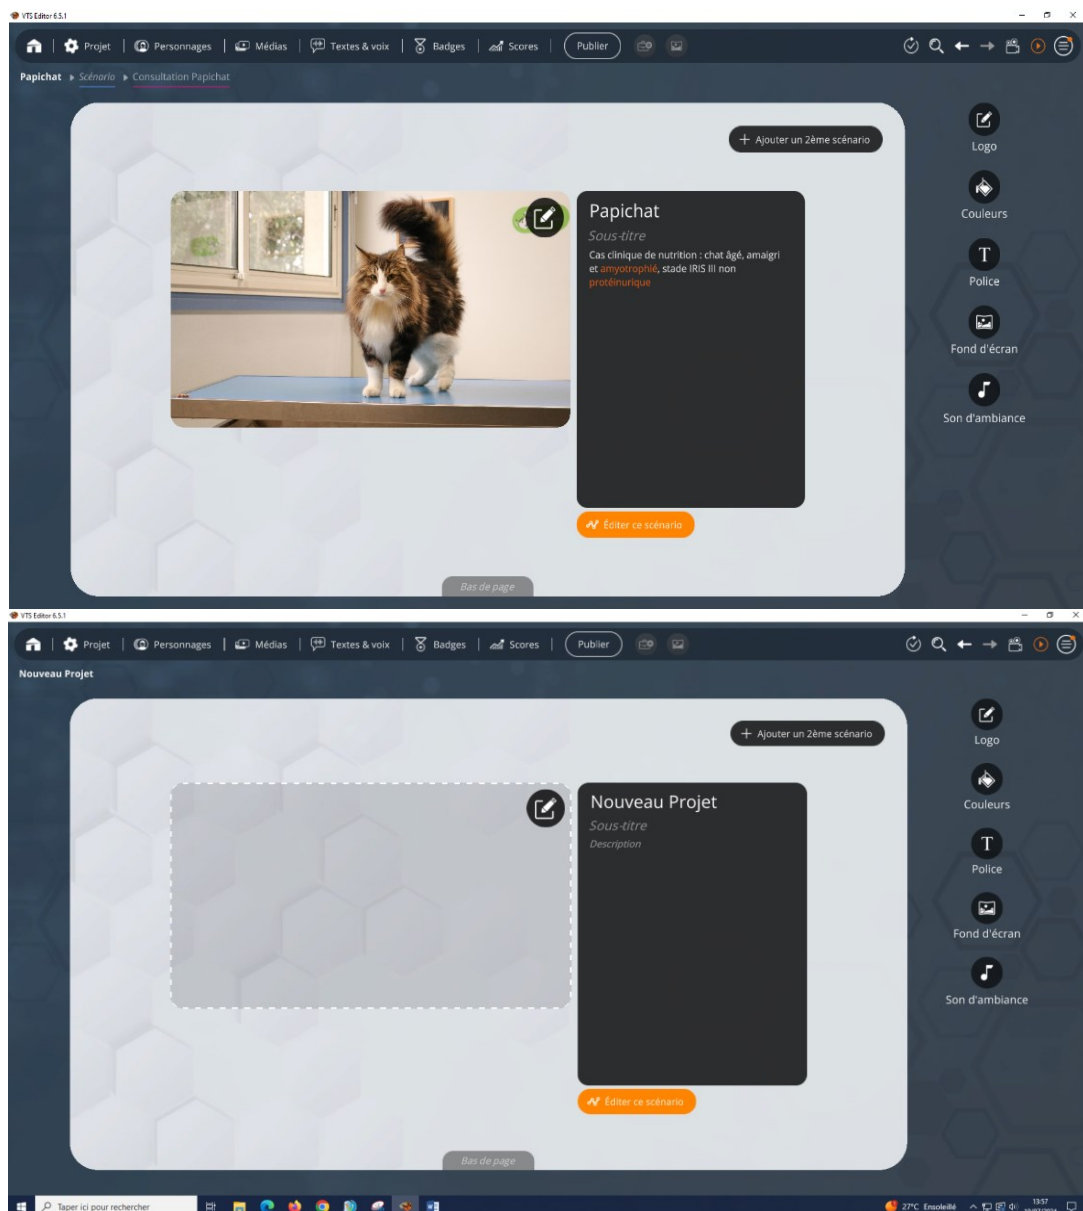 VTS Editor 6.5.1
Projet | Personnages | Médias | Textes & voix | Badges | Scores | Publier
Papichat ▸ Scénario ▸ Consultation Papichat
+ Ajouter un 2ème scénario
Logo
Couleurs
Police
Fond d'écran
Son d'ambiance
Papichat
Sous-titre
Cas clinique de nutrition : chat âgé, amaigri
et amyotrophié, stade IRIS III non
protéinurique
Éditer ce scénario
Bas de page
VTS Editor 6.5.1
Projet | Personnages | Médias | Textes & voix | Badges | Scores | Publier
Nouveau Projet
+ Ajouter un 2ème scénario
Logo
Couleurs
Police
Fond d'écran
Son d'ambiance
Nouveau Projet
Sous-titre
Description
Éditer ce scénario
Bas de page
Taper ici pour rechercher
27°C Ensoleillé
13:57